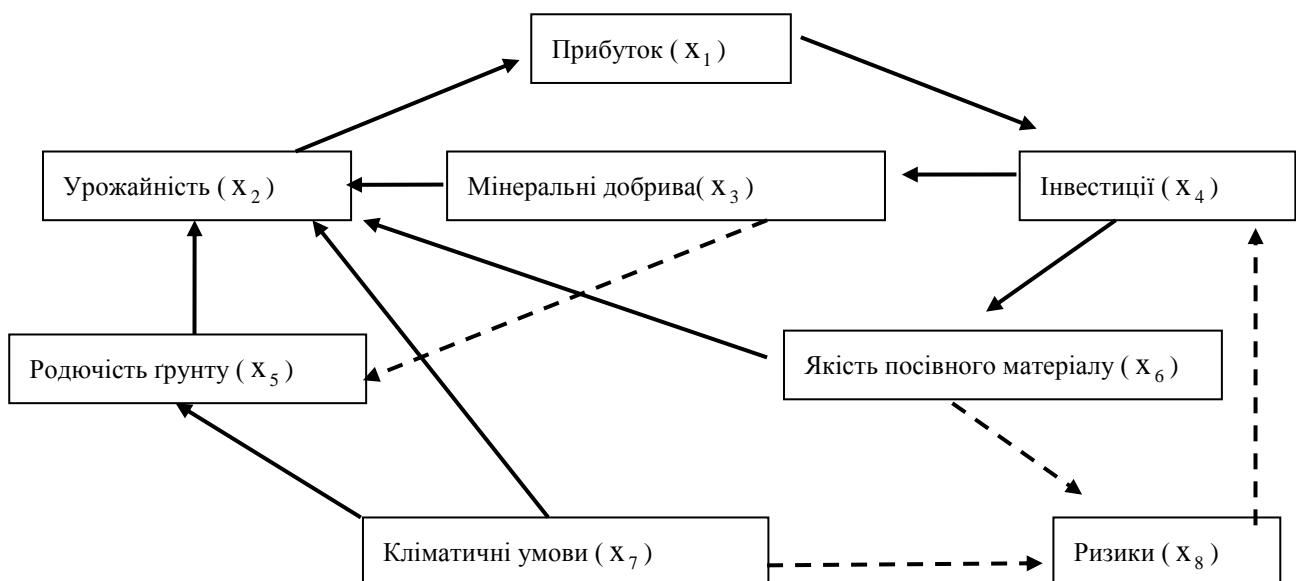 Прибуток ( x₁ )
Урожайність ( x₂ )
Мінеральні добрива( x₃ )
Інвестиції ( x₄ )
Родючість ґрунту ( x₅ )
Якість посівного матеріалу ( x₆ )
Кліматичні умови ( x₇ )
Ризики ( x₈ )